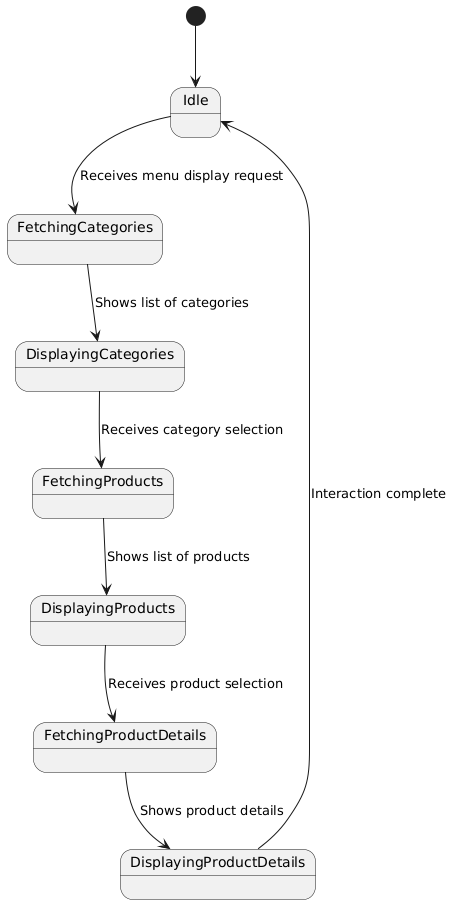 Idle
Receives menu display request
FetchingCategories
Shows list of categories
DisplayingCategories
Receives category selection
FetchingProducts
Interaction complete
Shows list of products
DisplayingProducts
Receives product selection
FetchingProductDetails
Shows product details
DisplayingProductDetails